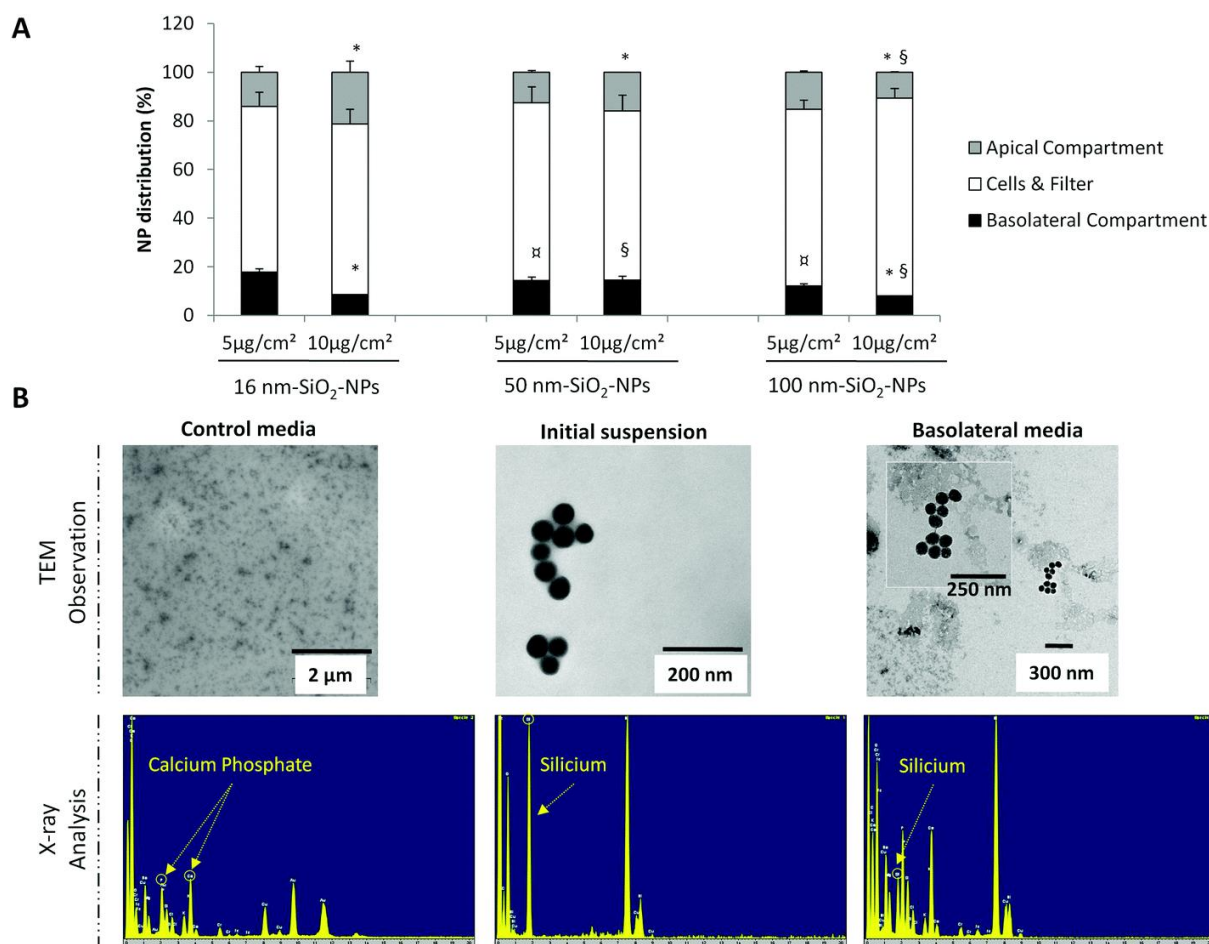 A
120
100
80
60
40
20
0
NP distribution (%)
*
*
* §
*
¤
§
¤
* §
Apical Compartment
Cells & Filter
Basolateral Compartment
5µg/cm² 10µg/cm² 5µg/cm² 10µg/cm² 5µg/cm² 10µg/cm²
16 nm-SiO₂-NPs 50 nm-SiO₂-NPs 100 nm-SiO₂-NPs
B
Control media Initial suspension Basolateral media
TEM
Observation
2 µm
200 nm
250 nm
300 nm
X-ray
Analysis
Calcium Phosphate
Silicium
Silicium